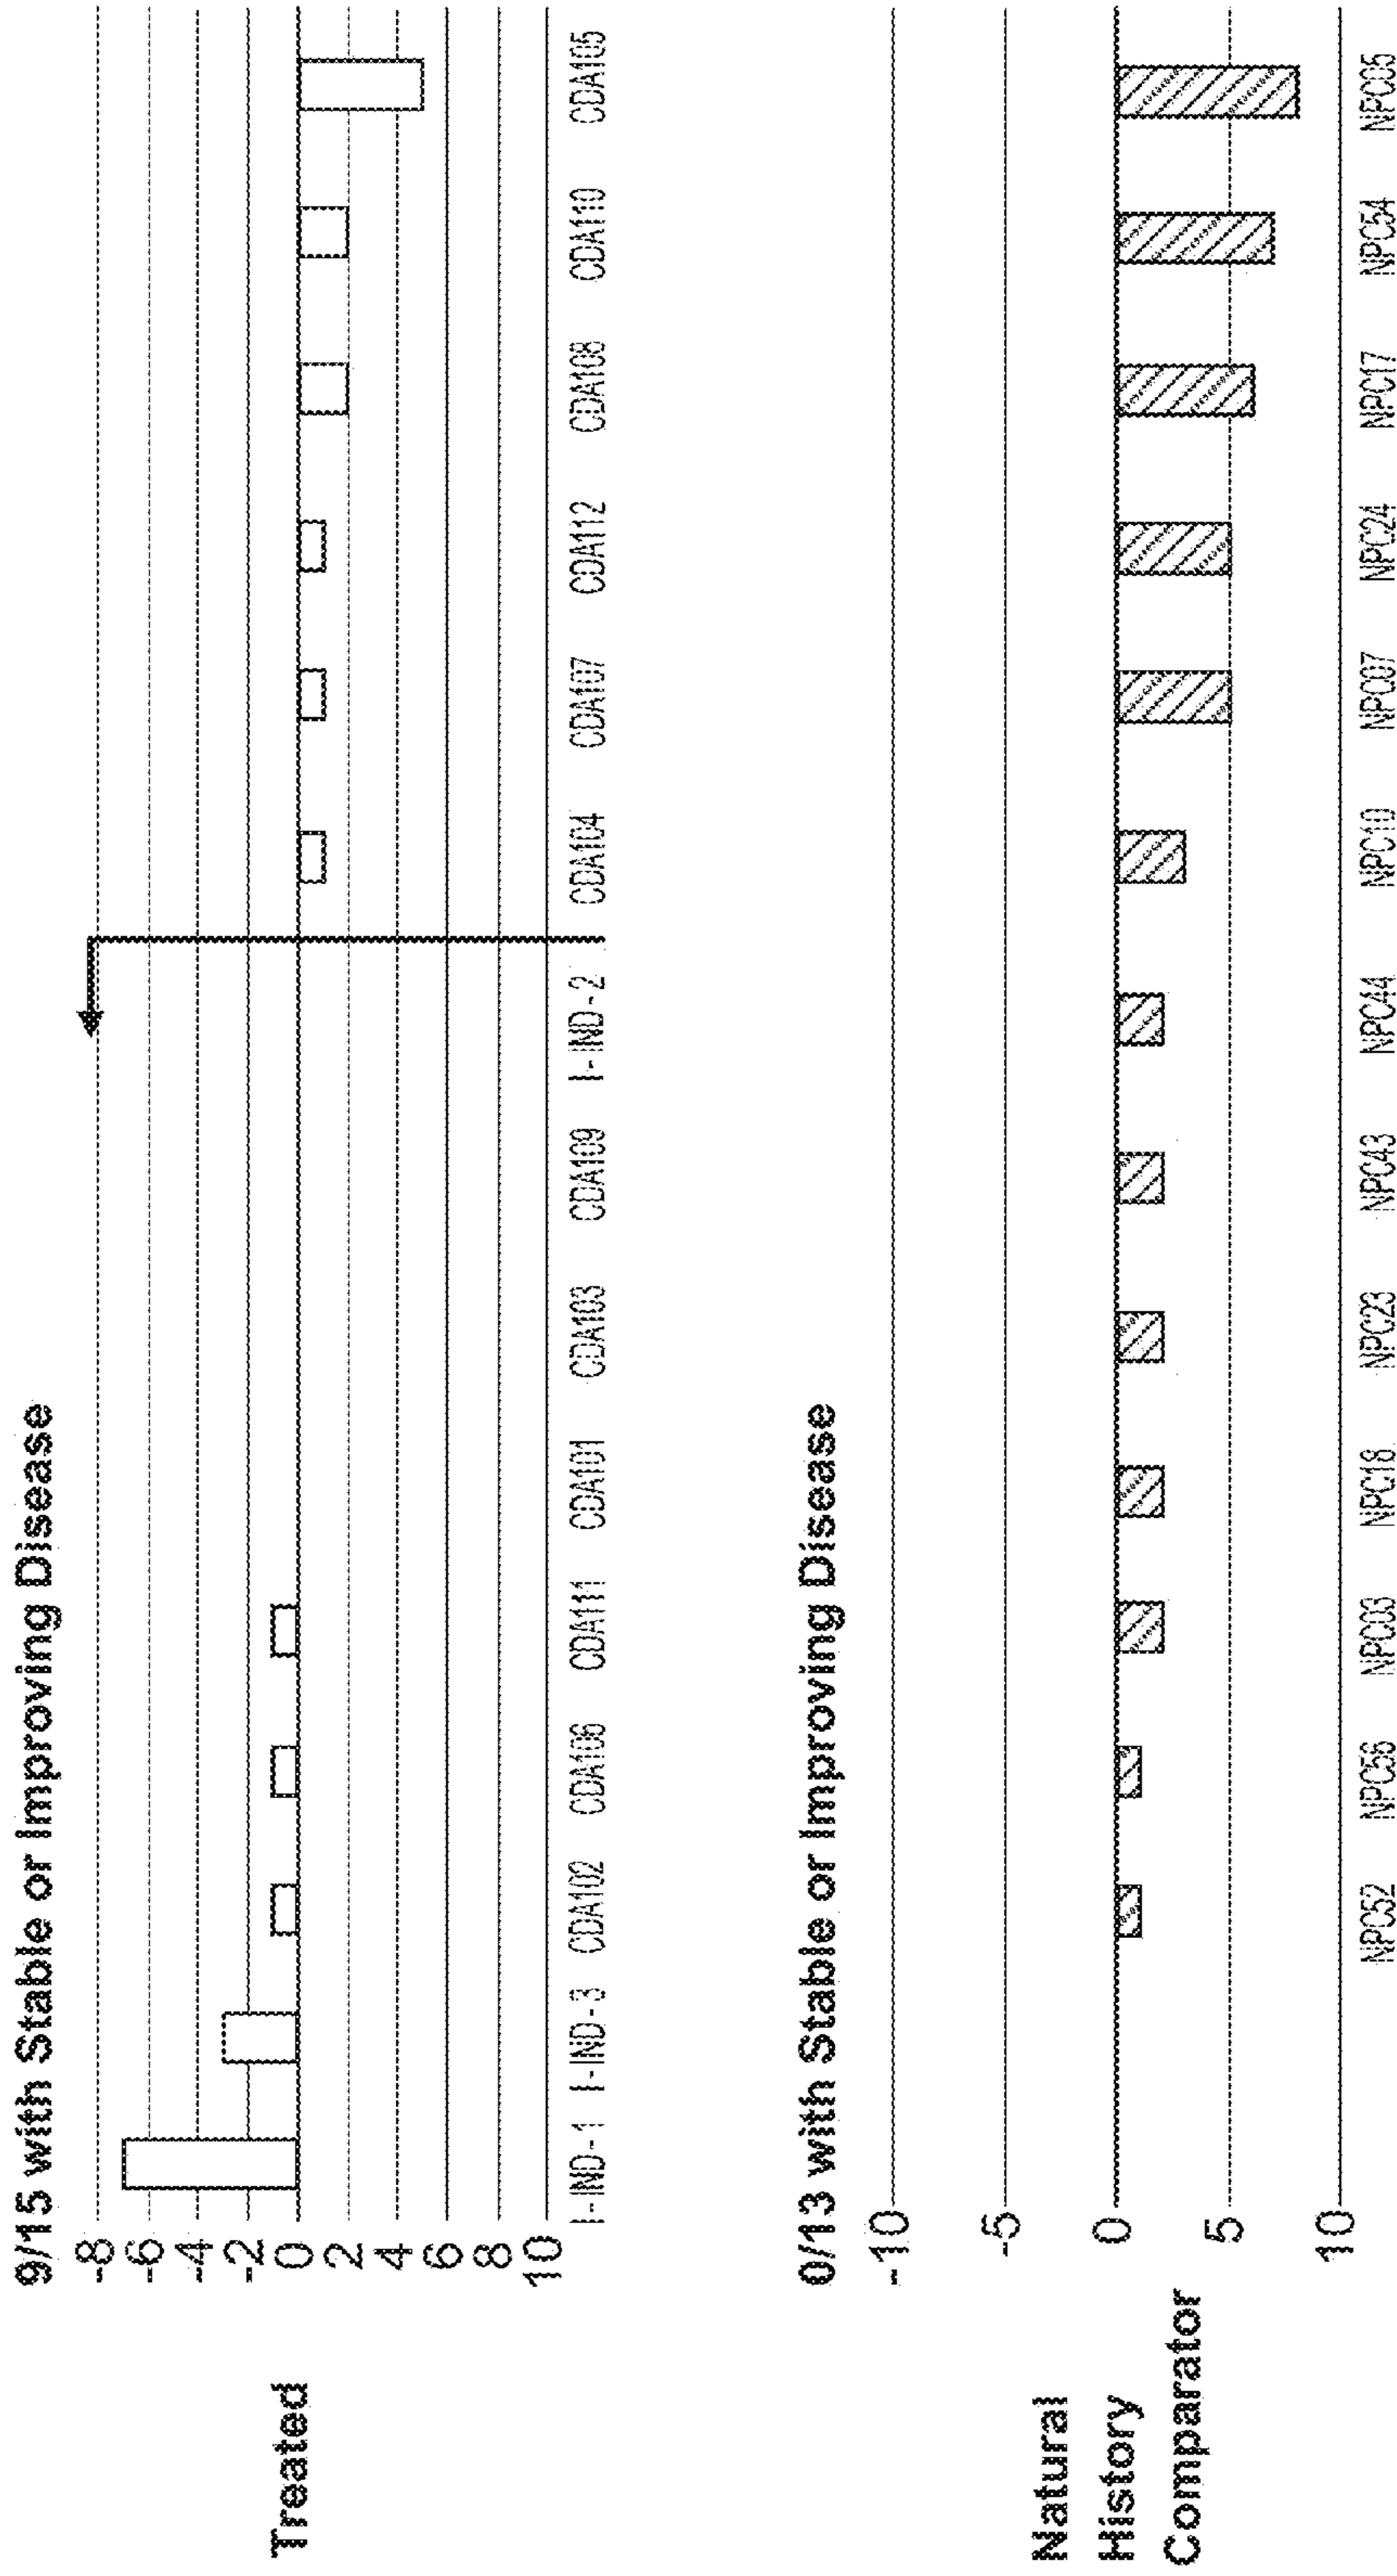 9/15 with Stable or Improving Disease
Treated
-8
-6
-4
-2
0
2
4
6
8
10
I-IND-1 I-IND-3 CDA102 CDA106 CDA111 CDA101 CDA103 CDA109 I-IND-2 CDA104 CDA107 CDA112 CDA108 CDA110 CDA105
0/13 with Stable or Improving Disease
Natural
History
Comparator
-10
-5
0
5
10
NPC52 NPC56 NPC03 NPC18 NPC23 NPC43 NPC44 NPC10 NPC07 NPC24 NPC17 NPC54 NPC05